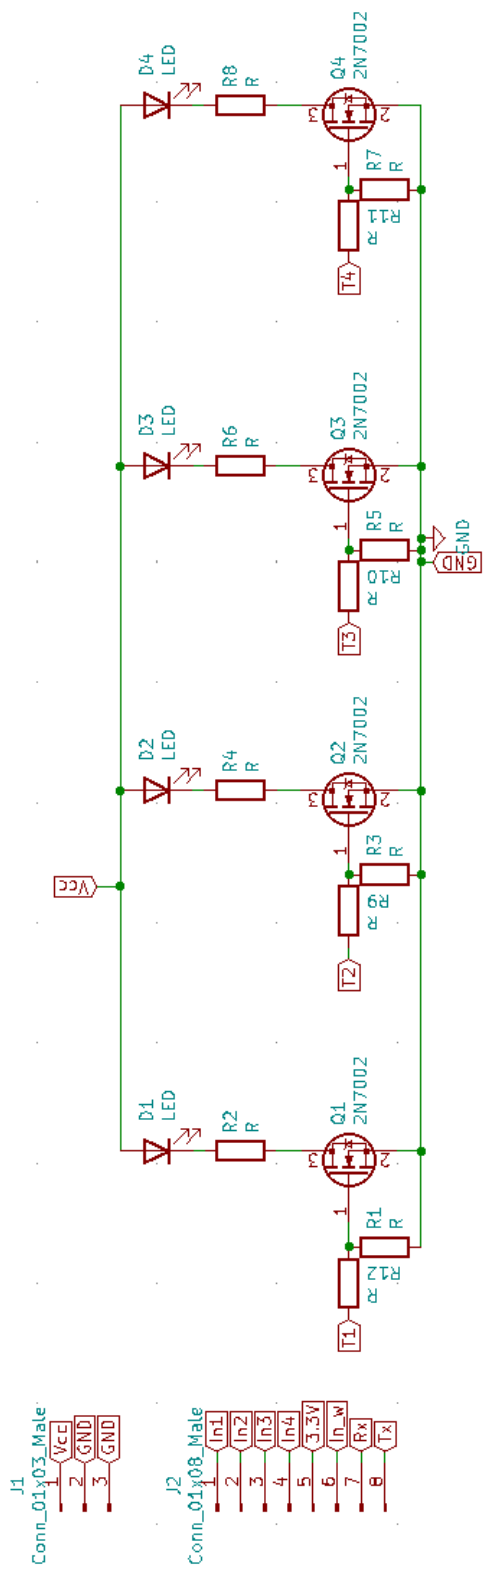 J1
Conn_01x03_Male
1
Vcc
2
GND
3
GND
J2
Conn_01x08_Male
1
In1
2
In2
3
In3
4
In4
5
3.3V
6
In_w
7
Rx
8
Tx
Vcc
D1
LED
R2
R
Q1
2N7002
3
2
1
R1
R
R12
R
T1
D2
LED
R4
R
Q2
2N7002
3
2
1
R3
R
R9
R
T2
D3
LED
R6
R
Q3
2N7002
3
2
1
R5
R
R10
R
T3
GND
GND
D4
LED
R8
R
Q4
2N7002
3
2
1
R7
R
R11
R
T4